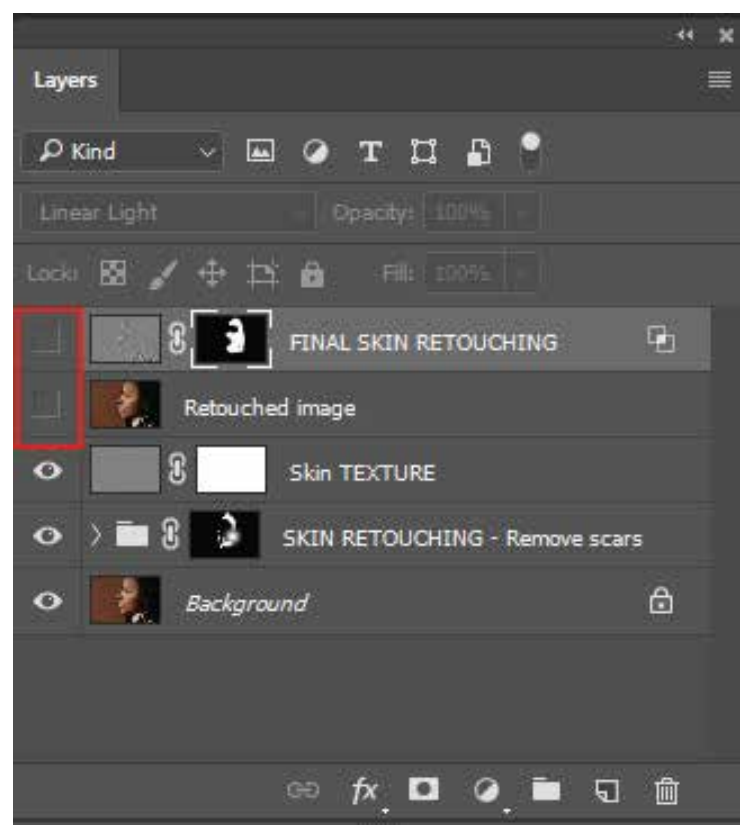 Layers
Kind
Linear Light Opacity: 100%
Lock: Fill: 100%
FINAL SKIN RETOUCHING
Retouched image
Skin TEXTURE
SKIN RETOUCHING - Remove scars
Background
fx